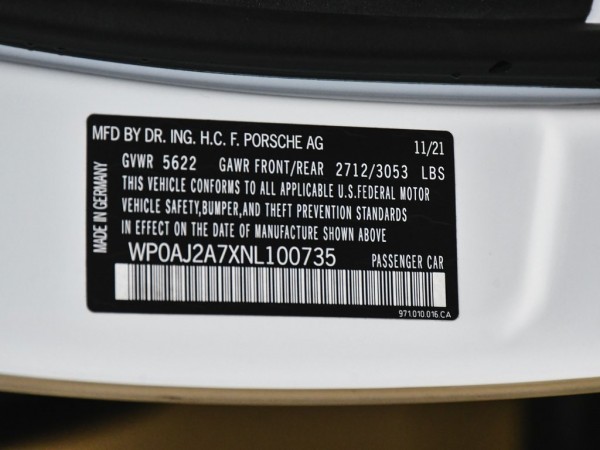 MFD BY DR. ING. H.C. F. PORSCHE AG 11/21
GVWR 5622 GAWR FRONT/REAR 2712/3053 LBS
THIS VEHICLE CONFORMS TO ALL APPLICABLE U.S.FEDERAL MOTOR
VEHICLE SAFETY,BUMPER,AND THEFT PREVENTION STANDARDS
IN EFFECT ON THE DATE OF MANUFACTURE SHOWN ABOVE
WP0AJ2A7XNL100735 PASSENGER CAR
971.010.016.CA
MADE IN GERMANY